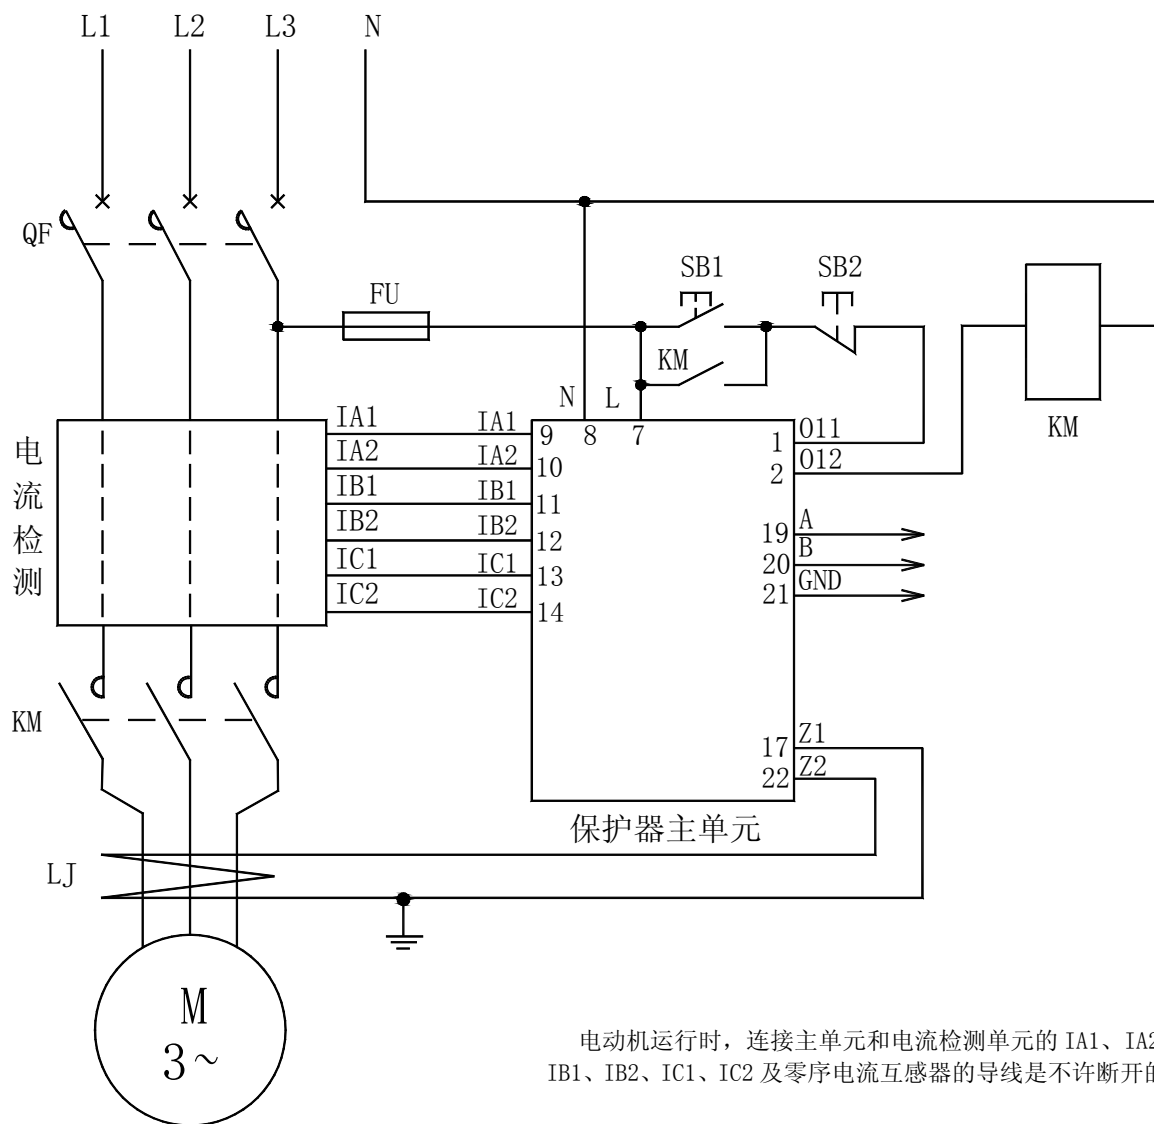 L1 L2 L3 N
QF
FU
SB1 SB2
KM
KM
N L
8 7
电流检测
IA1 IA1 9
IA2 IA2 10
IB1 IB1 11
IB2 IB2 12
IC1 IC1 13
IC2 IC2 14
1 011
2 012
19 A
20 B
21 GND
17 Z1
22 Z2
保护器主单元
KM
LJ
M
3~
电动机运行时，连接主单元和电流检测单元的 IA1、IA2
IB1、IB2、IC1、IC2 及零序电流互感器的导线是不许断开的